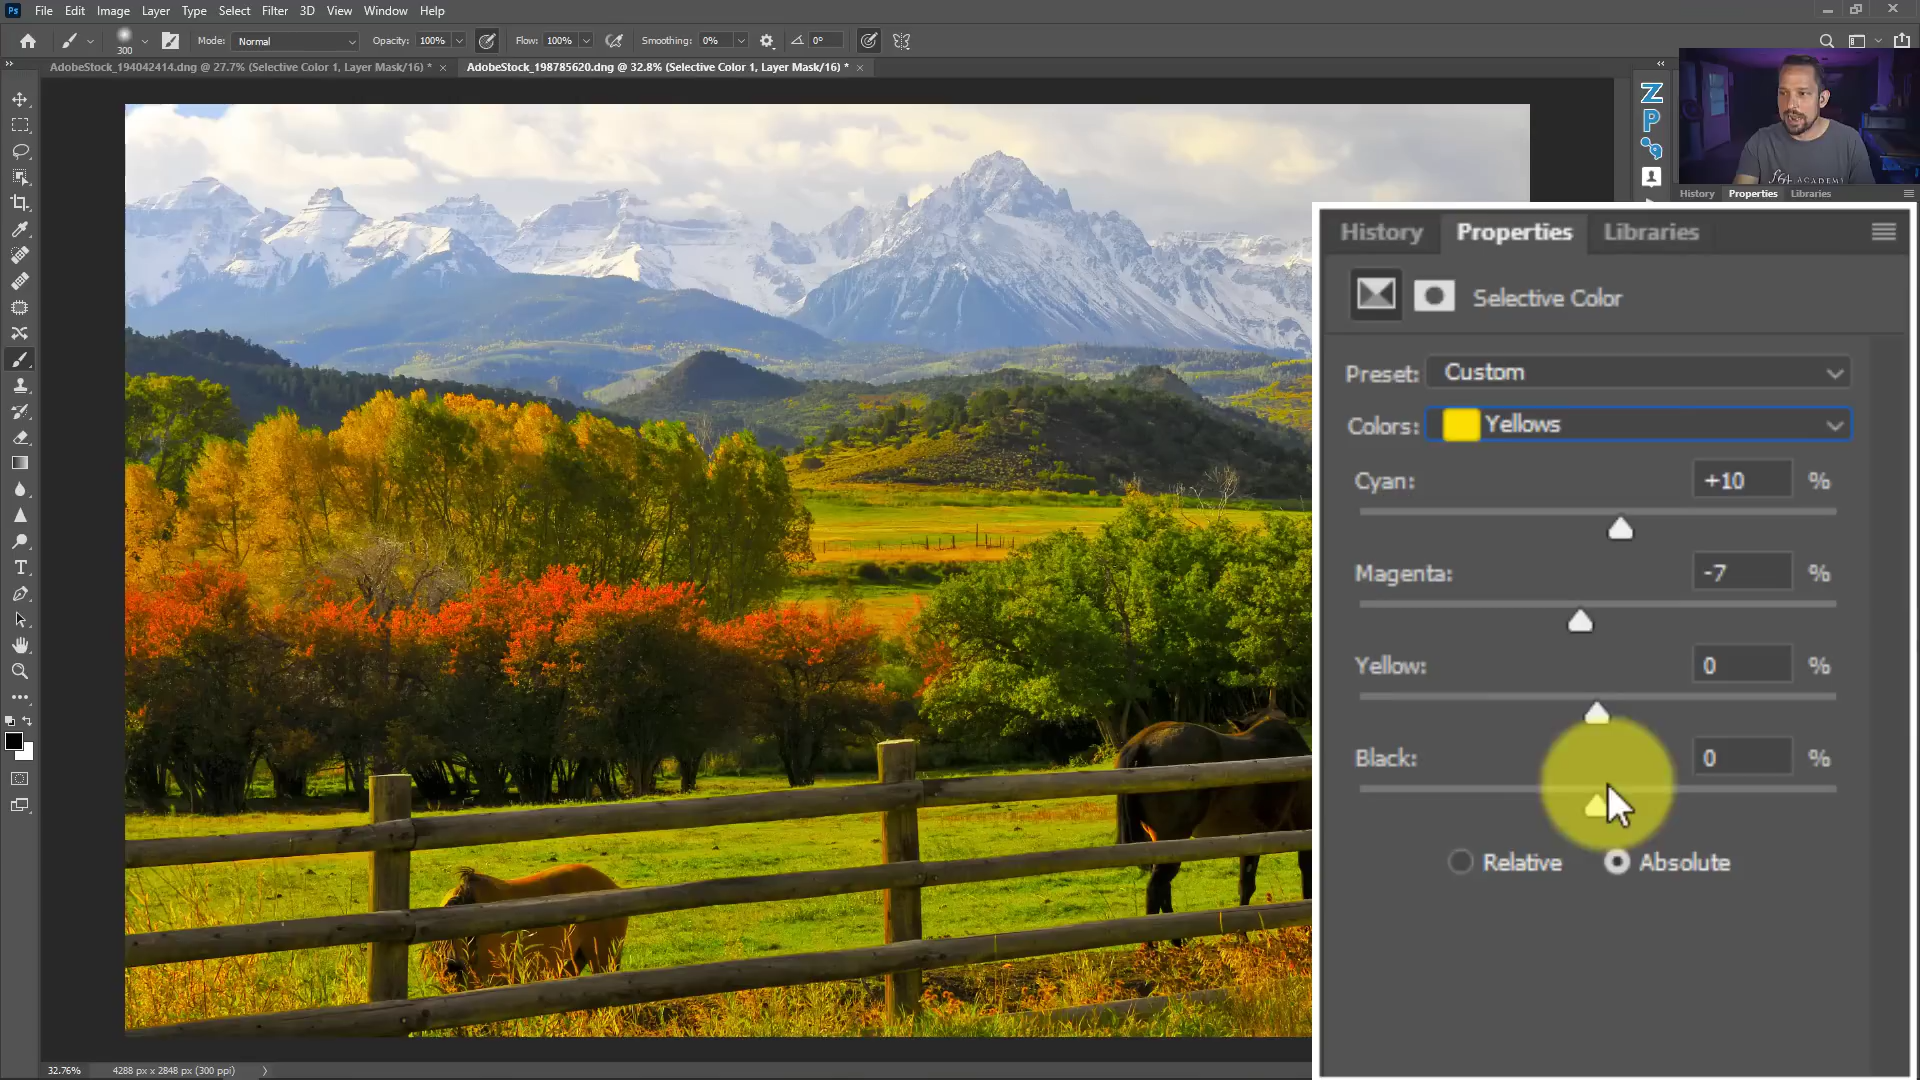 Ps File Edit Image Layer Type Select Filter 3D View Window Help
300 Mode: Normal Opacity: 100% Flow: 100% Smoothing: 0% 0°
AdobeStock_194042414.dng @ 27.7% (Selective Color 1, Layer Mask/16) * × AdobeStock_198785620.dng @ 32.8% (Selective Color 1, Layer Mask/16) * ×
Z
P
ACADEMY
History Properties Libraries
History Properties Libraries
Selective Color
Preset: Custom
Colors: Yellows
Cyan: +10 %
Magenta: -7 %
Yellow: 0 %
Black: 0 %
Relative Absolute
32.76% 4288 px x 2848 px (300 ppi)